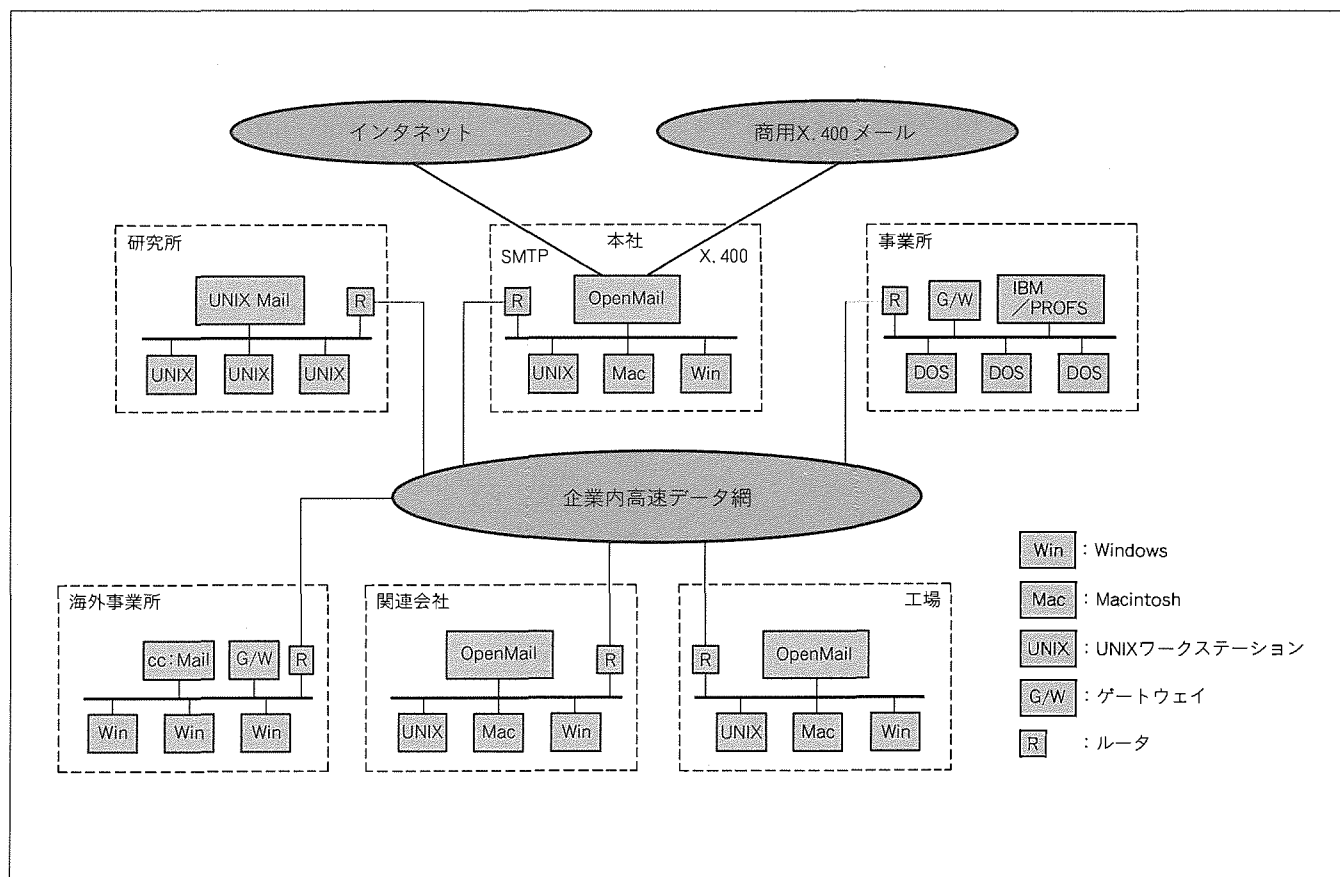 インタネット
商用X.400メール
研究所
UNIX Mail
R
UNIX
UNIX
UNIX
本社
SMTP
X.400
R
OpenMail
UNIX
Mac
Win
事業所
R
G/W
IBM
/PROFS
DOS
DOS
DOS
企業内高速データ網
海外事業所
cc:Mail
G/W
R
Win
Win
Win
関連会社
OpenMail
R
UNIX
Mac
Win
工場
R
OpenMail
UNIX
Mac
Win
Win :Windows
Mac :Macintosh
UNIX :UNIXワークステーション
G/W :ゲートウェイ
R :ルータ